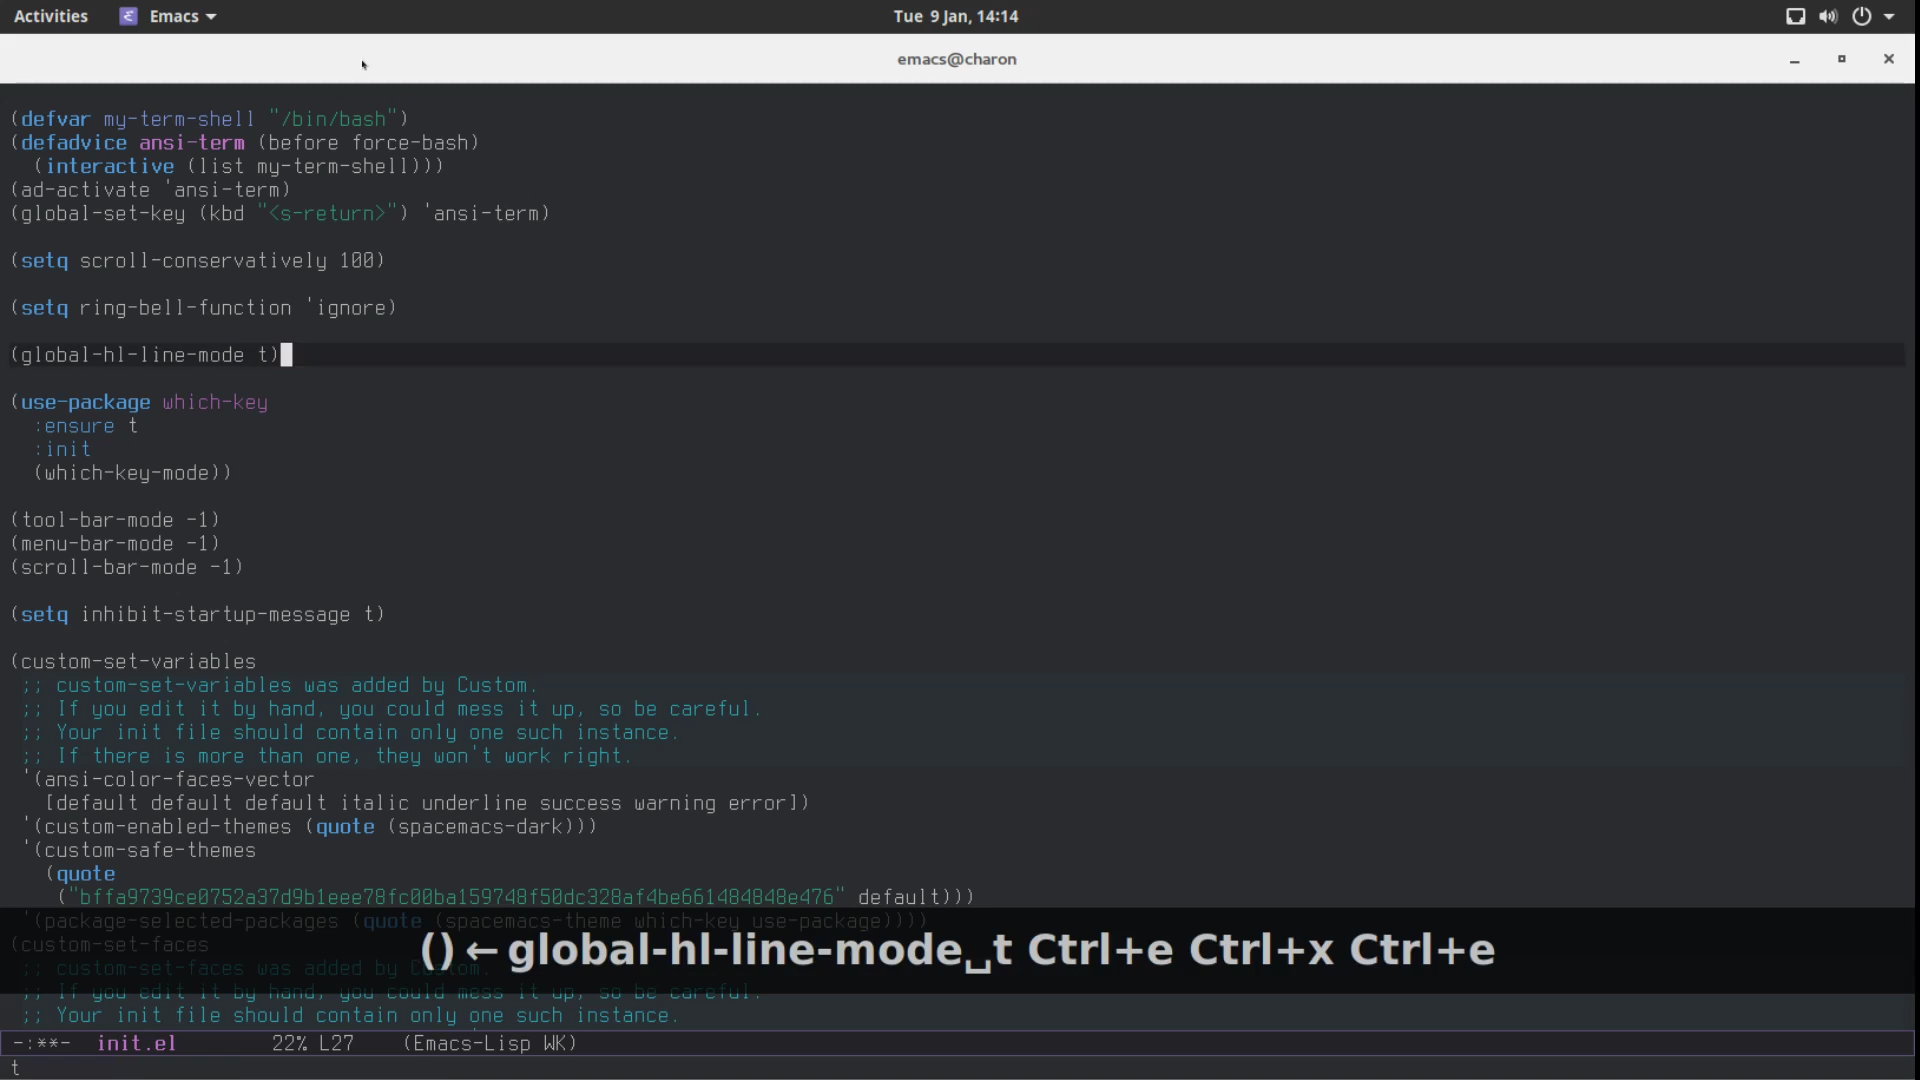 Activities Emacs Tue 9 Jan, 14:14
emacs@charon
(defvar my-term-shell "/bin/bash")
(defadvice ansi-term (before force-bash)
  (interactive (list my-term-shell)))
(ad-activate 'ansi-term)
(global-set-key (kbd "<s-return>") 'ansi-term)
(setq scroll-conservatively 100)
(setq ring-bell-function 'ignore)
(global-hl-line-mode t)
(use-package which-key
  :ensure t
  :init
  (which-key-mode))
(tool-bar-mode -1)
(menu-bar-mode -1)
(scroll-bar-mode -1)
(setq inhibit-startup-message t)
(custom-set-variables
 ;; custom-set-variables was added by Custom.
 ;; If you edit it by hand, you could mess it up, so be careful.
 ;; Your init file should contain only one such instance.
 ;; If there is more than one, they won't work right.
 '(ansi-color-faces-vector
   [default default default italic underline success warning error])
 '(custom-enabled-themes (quote (spacemacs-dark)))
 '(custom-safe-themes
   (quote
    ("bffa9739ce0752a37d9b1eee78fc00ba159748f50dc328af4be661484848e476" default)))
 '(package-selected-packages (quote (spacemacs-theme which-key use-package))))
(custom-set-faces
()←global-hl-line-mode␣t Ctrl+e Ctrl+x Ctrl+e
 ;; custom-set-faces was added by Custom.
 ;; If you edit it by hand, you could mess it up, so be careful.
 ;; Your init file should contain only one such instance.
-:**-  init.el        22% L27    (Emacs-Lisp WK)
t